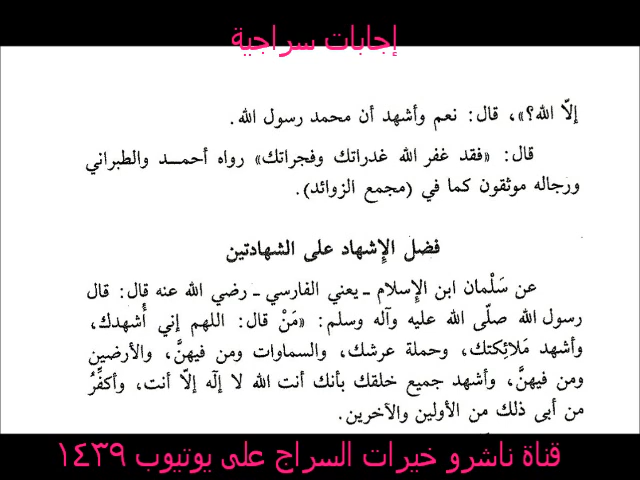 إجابات سراجية
إلّا الله؟»، قال: نعم وأشهد أن محمد رسول الله.
قال: «فقد غفر الله غدراتك وفجراتك» رواه أحمـد والطبراني
ورجاله موثقون كما في (مجمع الزوائد).
فضل الإشهاد على الشهادتين
عن سَلْمان ابن الإسلام ـ يعني الفارسي ـ رضي الله عنه قال: قال
رسول الله صلّى الله عليه وآله وسلم: «مَنْ قال: اللهم إني أُشهدك،
وأشهد مَلائِكتك، وحملة عرشك، والسماوات ومن فيهنَّ، والأرضين
ومن فيهنَّ، وأشهد جميع خلقك بأنك أنت الله لا إلٰه إلّا أنت، وأكفِّرُ
من أبى ذلك من الأولين والآخرين.
قناة ناشرو خيرات السراج على يوتيوب ١٤٣٩